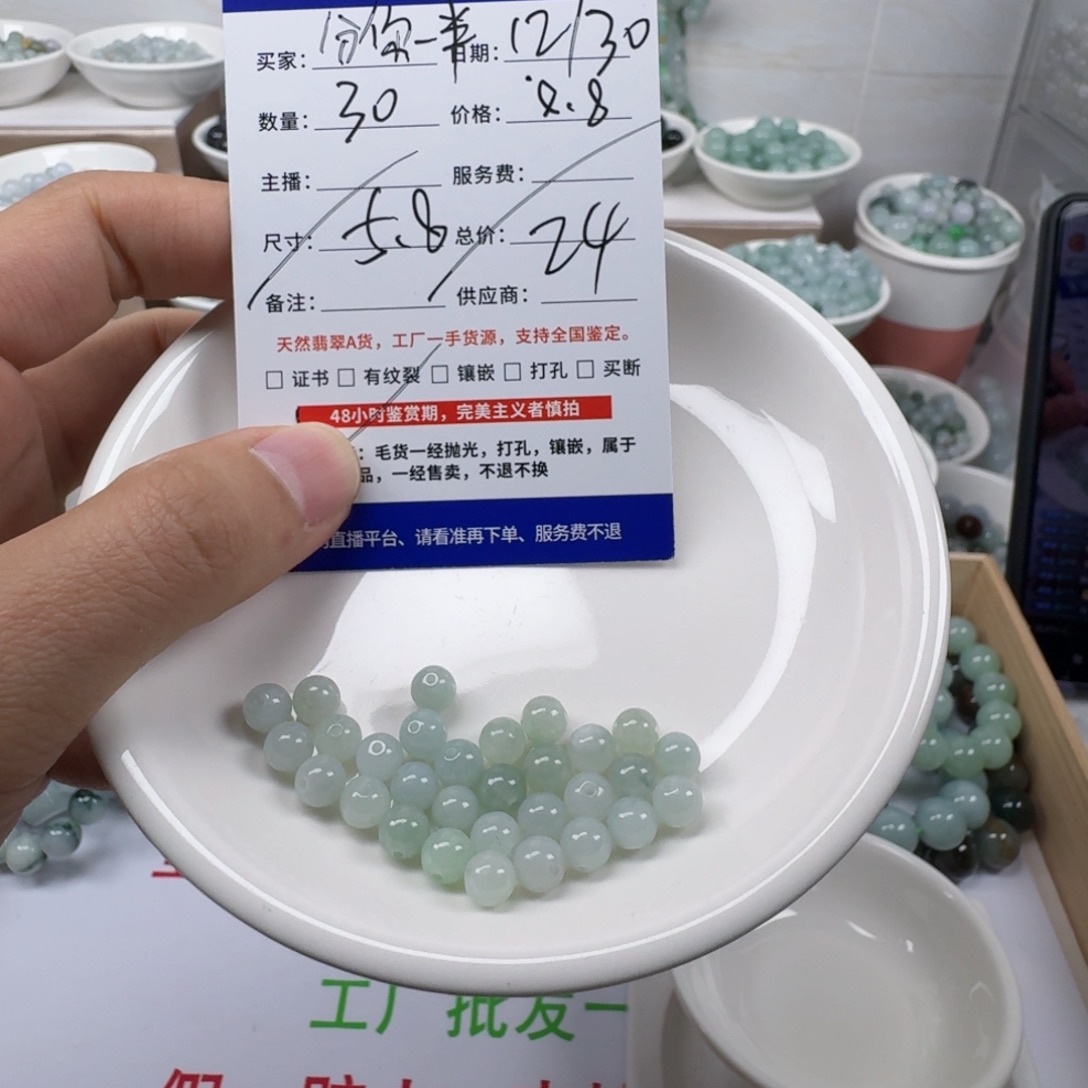 买家：分你一半 日期：12/30
数量：30 价格：0.8
主播： 服务费：
尺寸：5.8 总价：24
备注： 供应商：
天然翡翠A货，工厂一手货源，支持全国鉴定。
□ 证书 □ 有纹裂 □ 镶嵌 □ 打孔 □ 买断
48小时鉴赏期，完美主义者慎拍
：毛货一经抛光，打孔，镶嵌，属于
品，一经售卖，不退不换
直播平台、请看准再下单、服务费不退
工厂批发一